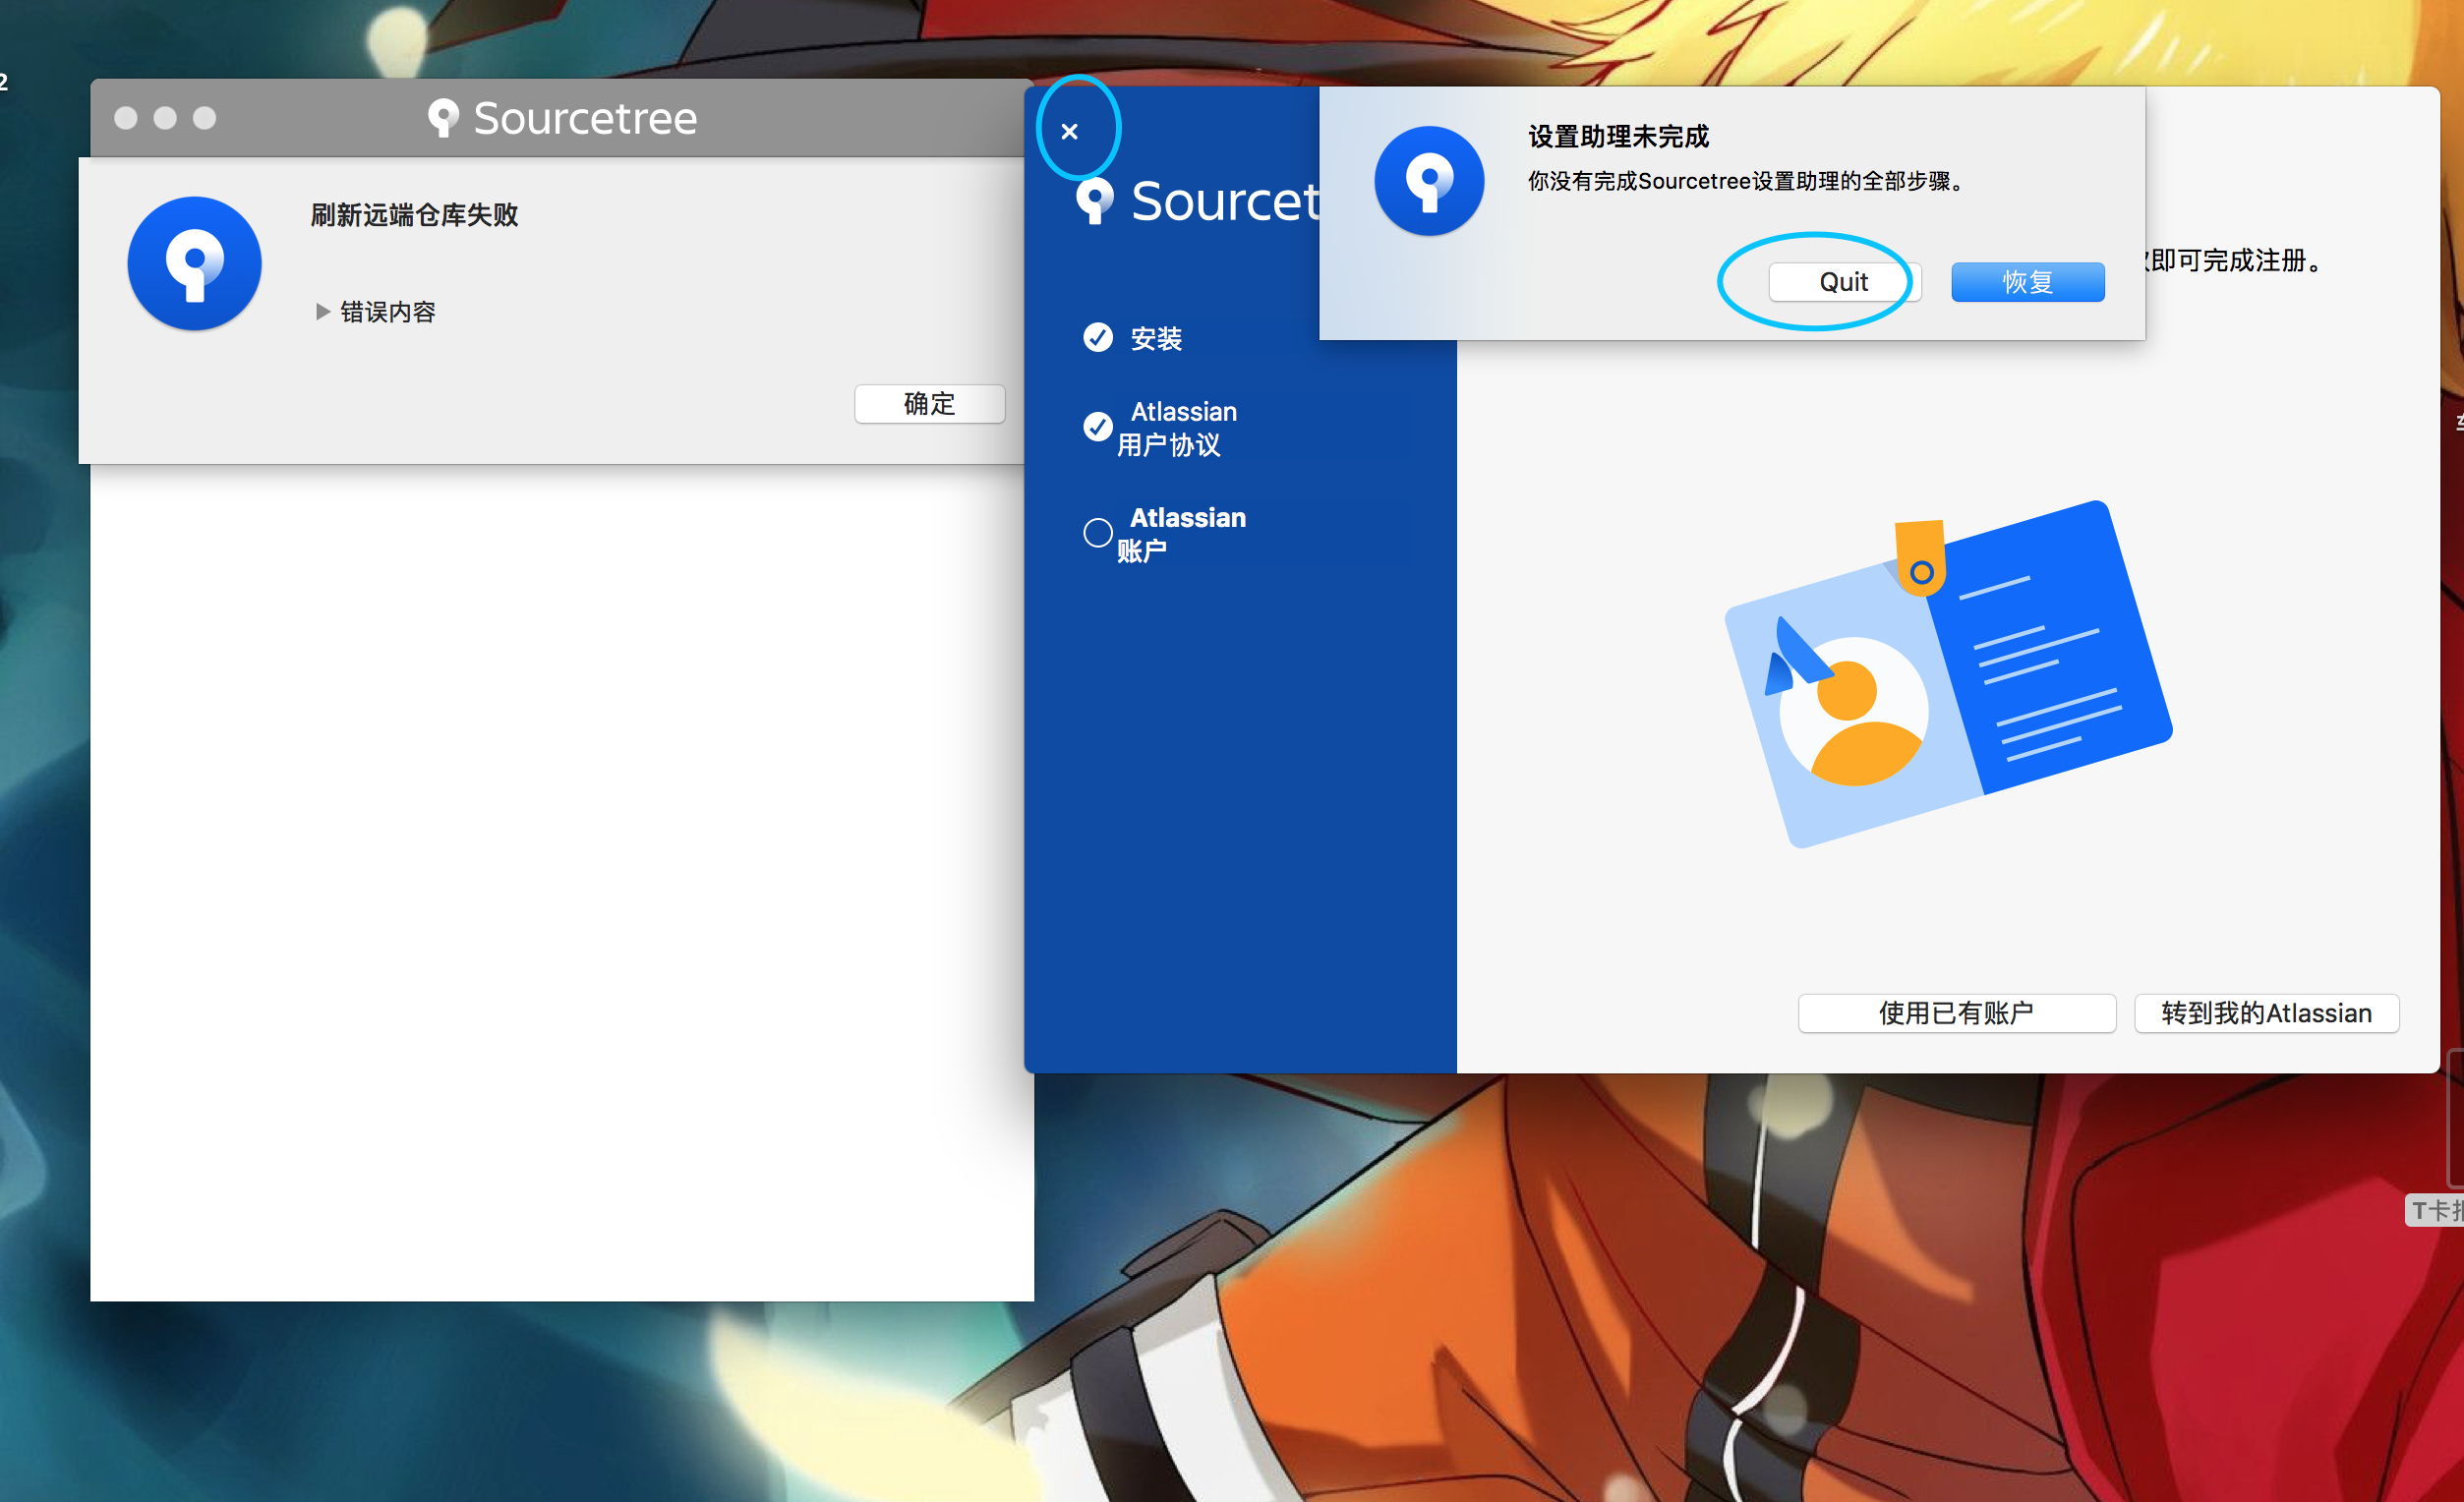 2
Sourcetree
刷新远端仓库失败
错误内容
确定
Sourcet
安装
Atlassian
用户协议
Atlassian
账户
设置助理未完成
你没有完成Sourcetree设置助理的全部步骤。
Quit
恢复
即可完成注册。
使用已有账户
转到我的Atlassian
T卡